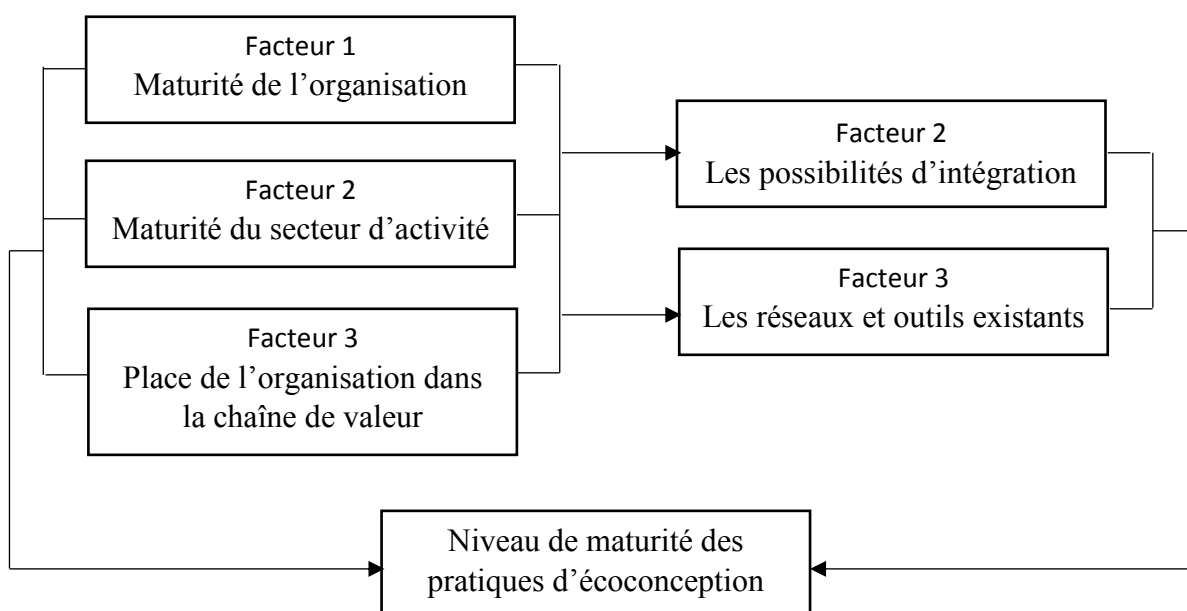 Facteur 1
Maturité de l’organisation
Facteur 2
Maturité du secteur d’activité
Facteur 3
Place de l’organisation dans
la chaîne de valeur
Facteur 2
Les possibilités d’intégration
Facteur 3
Les réseaux et outils existants
Niveau de maturité des
pratiques d’écoconception